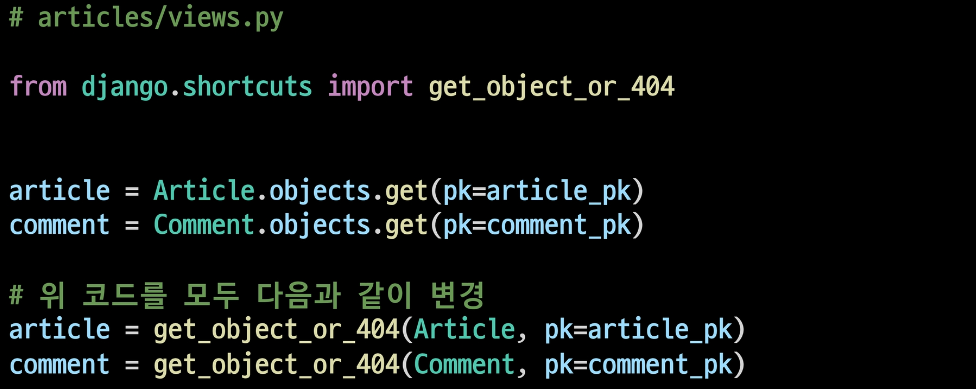 # articles/views.py
from django.shortcuts import get_object_or_404
article = Article.objects.get(pk=article_pk)
comment = Comment.objects.get(pk=comment_pk)
# 위 코드를 모두 다음과 같이 변경
article = get_object_or_404(Article, pk=article_pk)
comment = get_object_or_404(Comment, pk=comment_pk)